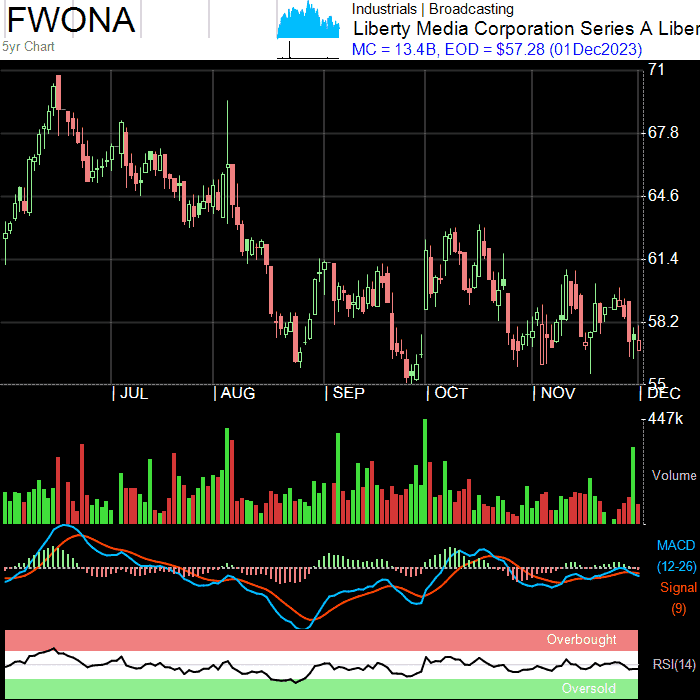 FWONA
5yr Chart
Industrials | Broadcasting
Liberty Media Corporation Series A Liber
MC = 13.4B, EOD = $57.28 (01Dec2023)
71
67.8
64.6
61.4
58.2
55
| JUL | AUG | SEP | OCT | NOV | DEC
447k
Volume
MACD
(12-26)
Signal
(9)
Overbought
RSI(14)
Oversold